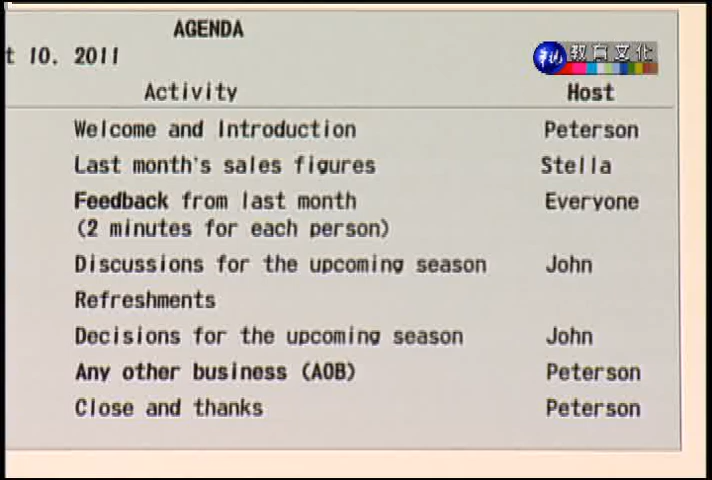 AGENDA
t 10. 2011
華視 教育文化
Activity Host
Welcome and Introduction Peterson
Last month's sales figures Stella
Feedback from last month Everyone
(2 minutes for each person)
Discussions for the upcoming season John
Refreshments
Decisions for the upcoming season John
Any other business (AOB) Peterson
Close and thanks Peterson